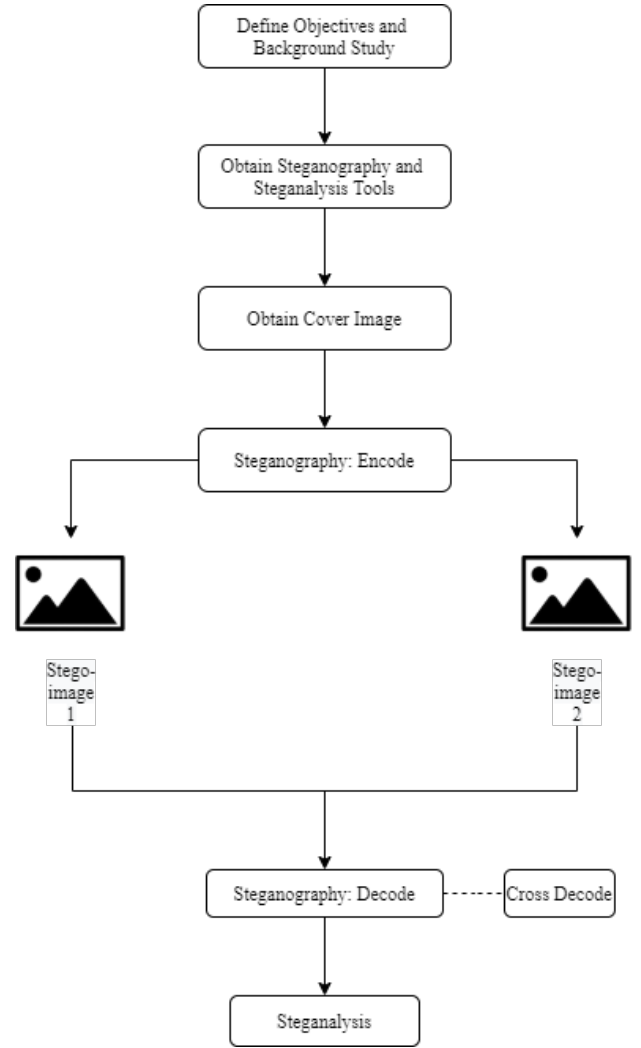 Define Objectives and
Background Study
Obtain Steganography and
Steganalysis Tools
Obtain Cover Image
Steganography: Encode
Stego-
image
1
Stego-
image
2
Steganography: Decode
Cross Decode
Steganalysis